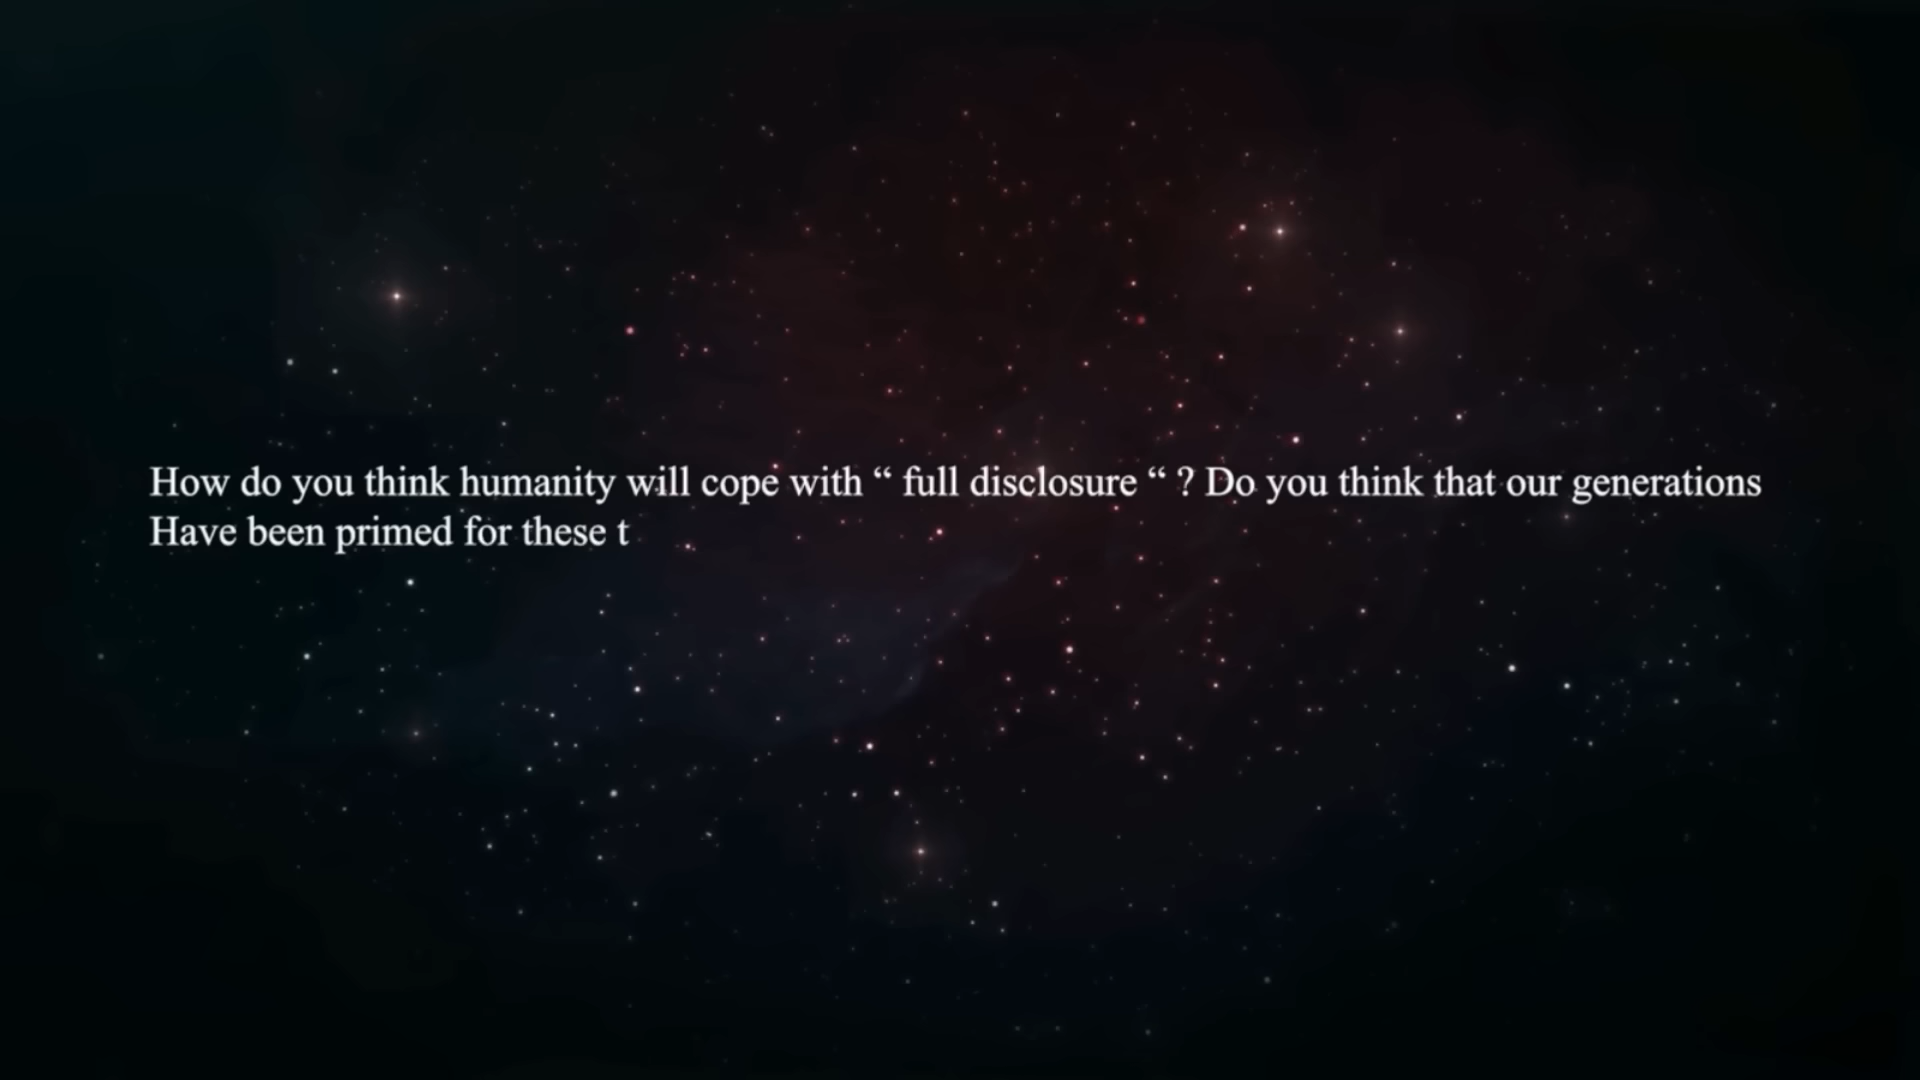 How do you think humanity will cope with “ full disclosure “ ? Do you think that our generations
Have been primed for these t